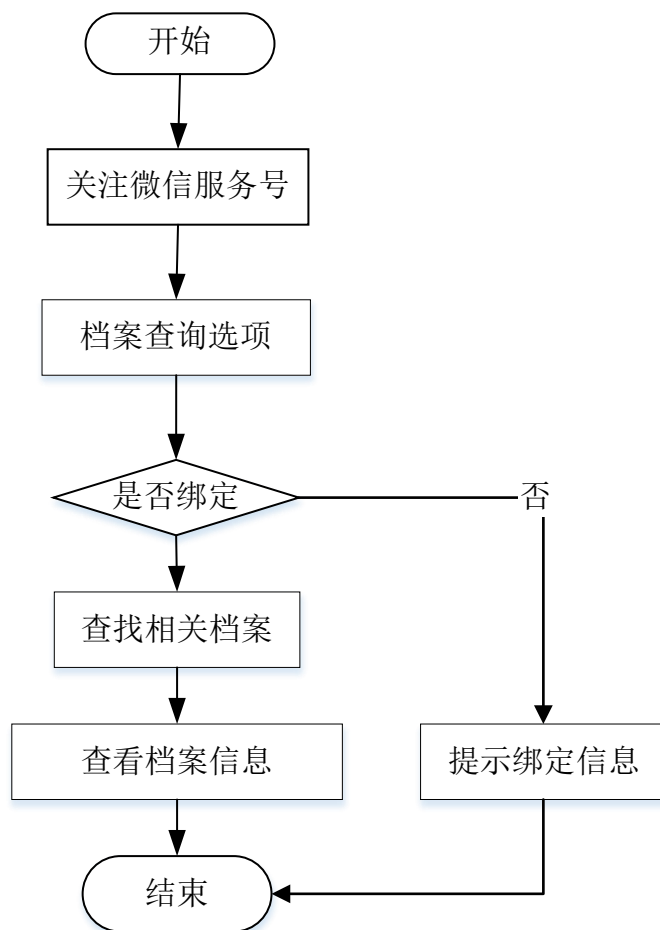 开始
关注微信服务号
档案查询选项
是否绑定
否
查找相关档案
查看档案信息
提示绑定信息
结束